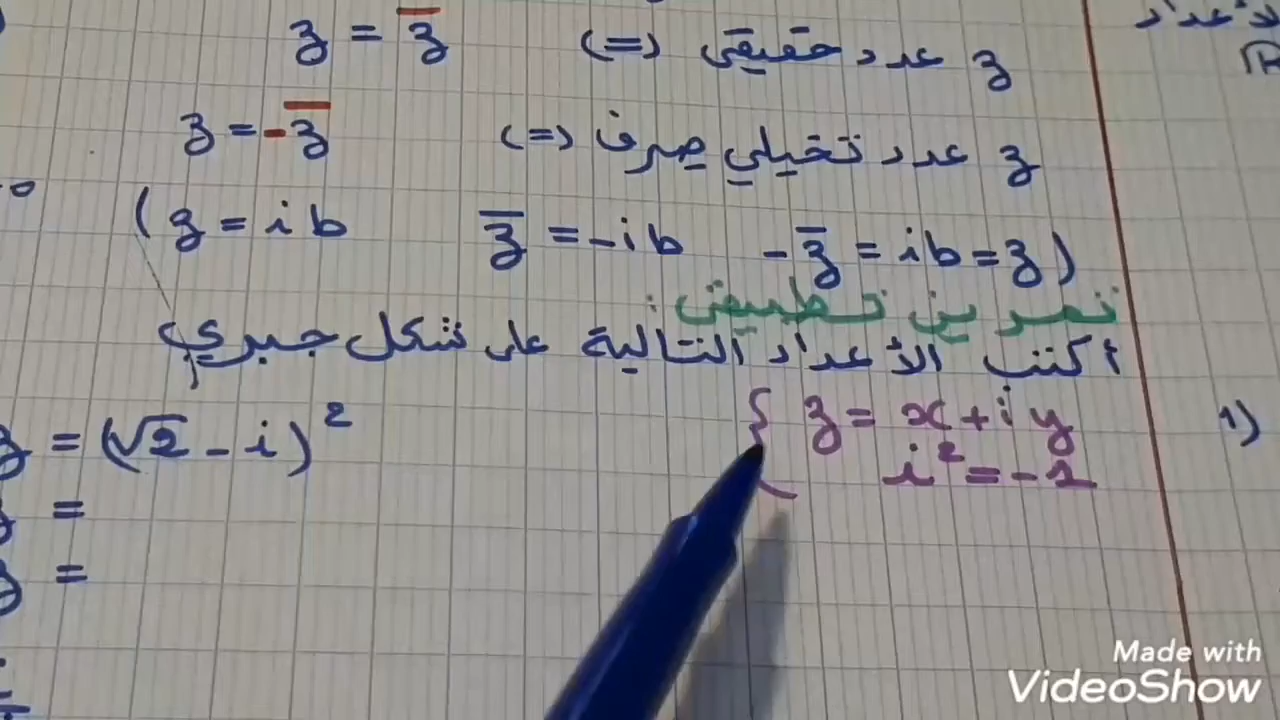 z عدد حقيقي (=) z = z̅
z عدد تخيلي صرف (=) z = -z̅
(z = ib z̅ = -ib -z̅ = ib = z)
تمرين تطبيقي:
أكتب الأعداد التالية على شكل جبري
1) { z = x + iy z = (√2 - i)²
i² = -1
z =
z =
Made with
VideoShow